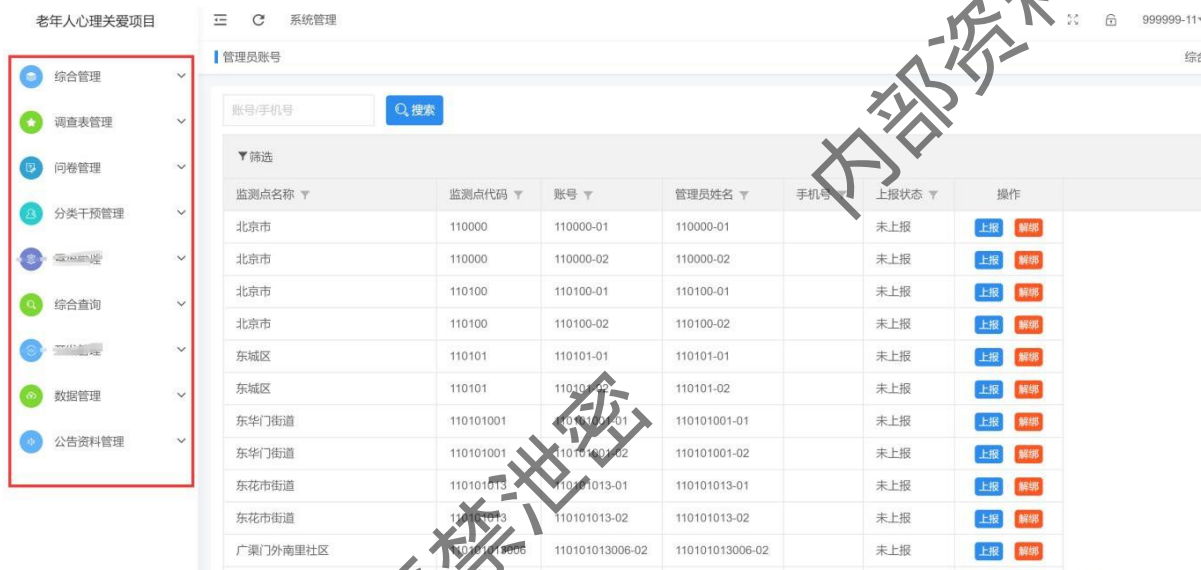 老年人心理关爱项目
系统管理
999999-11
管理员账号
综合管理
调查表管理
问卷管理
分类干预管理
综合查询
数据管理
公告资料管理
账号/手机号
搜索
筛选
监测点名称 监测点代码 账号 管理员姓名 手机号 上报状态 操作
北京市 110000 110000-01 110000-01 未上报 上报 解绑
北京市 110000 110000-02 110000-02 未上报 上报 解绑
北京市 110100 110100-01 110100-01 未上报 上报 解绑
北京市 110100 110100-02 110100-02 未上报 上报 解绑
东城区 110101 110101-01 110101-01 未上报 上报 解绑
东城区 110101 110101-02 110101-02 未上报 上报 解绑
东华门街道 110101001 110101001-01 110101001-01 未上报 上报 解绑
东华门街道 110101001 110101001-02 110101001-02 未上报 上报 解绑
东花市街道 110101013 110101013-01 110101013-01 未上报 上报 解绑
东花市街道 110101013 110101013-02 110101013-02 未上报 上报 解绑
广渠门外南里社区 110101013006 110101013006-02 110101013006-02 未上报 上报 解绑
内部资料
严禁泄密